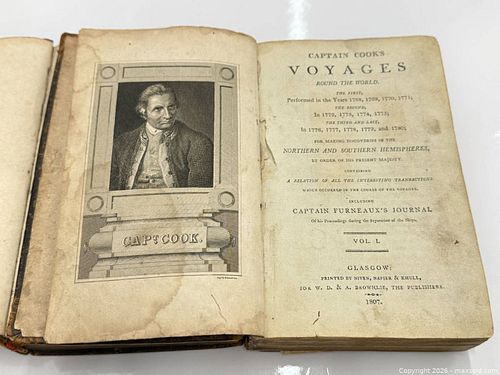 CAPT. COOK.
CAPTAIN COOK'S
VOYAGES
ROUND THE WORLD.
THE FIRST,
Performed in the Years 1768, 1769, 1770, 1771;
THE SECOND,
In 1772, 1773, 1774, 1775;
THE THIRD AND LAST,
In 1776, 1777, 1778, 1779, and 1780;
FOR MAKING DISCOVERIES IN THE
NORTHERN AND SOUTHERN HEMISPHERES,
BY ORDER OF HIS PRESENT MAJESTY.
CONTAINING
A RELATION OF ALL THE INTERESTING TRANSACTIONS
WHICH OCCURRED IN THE COURSE OF THE VOYAGES.
INCLUDING
CAPTAIN FURNEAUX'S JOURNAL
Of his Proceedings during the Separation of the Ships.
VOL. I.
GLASGOW:
PRINTED BY NIVEN, NAPIER & KHULL,
FOR W. D. & A. BROWNLIE, THE PUBLISHERS.
1807.
© Copyright 2026 - maxsold.com